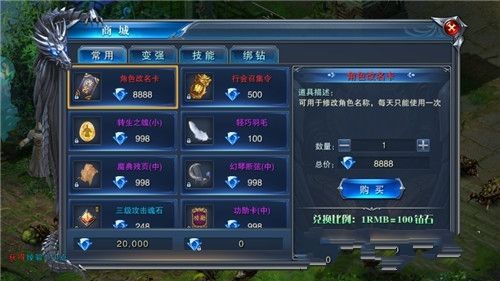 商城
常用 变强 技能 绑钻
角色改名卡
8888
行会召集令
500
转生之魄(小)
998
轻巧羽毛
100
魔典残页(中)
998
幻琴断弦(中)
998
三级攻击魂石
248
功勋卡(中)
998
20,000
0
角色改名卡
道具描述:
可用于修改角色名称，每天只能使用一次
数量: 1
总价: 8888
购买
兑换比例：1RMB=100钻石
0
获得